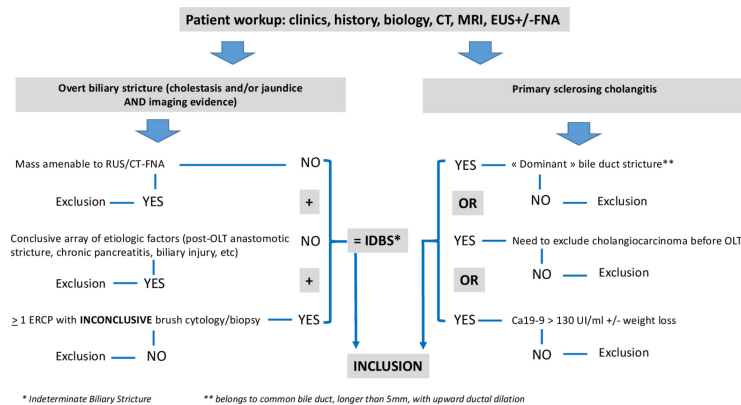 Patient workup: clinics, history, biology, CT, MRI, EUS+/-FNA
Overt biliary stricture (cholestasis and/or jaundice
AND imaging evidence)
Mass amenable to RUS/CT-FNA
NO
Exclusion
YES
+
Conclusive array of etiologic factors (post-OLT anastomotic
stricture, chronic pancreatitis, biliary injury, etc)
NO
Exclusion
YES
+
≥ 1 ERCP with INCONCLUSIVE brush cytology/biopsy
YES
Exclusion
NO
= IDBS*
INCLUSION
Primary sclerosing cholangitis
YES
« Dominant » bile duct stricture**
NO
Exclusion
OR
YES
Need to exclude cholangiocarcinoma before OLT
NO
Exclusion
OR
YES
Ca19-9 > 130 UI/ml +/- weight loss
NO
Exclusion
* Indeterminate Biliary Stricture
** belongs to common bile duct, longer than 5mm, with upward ductal dilation